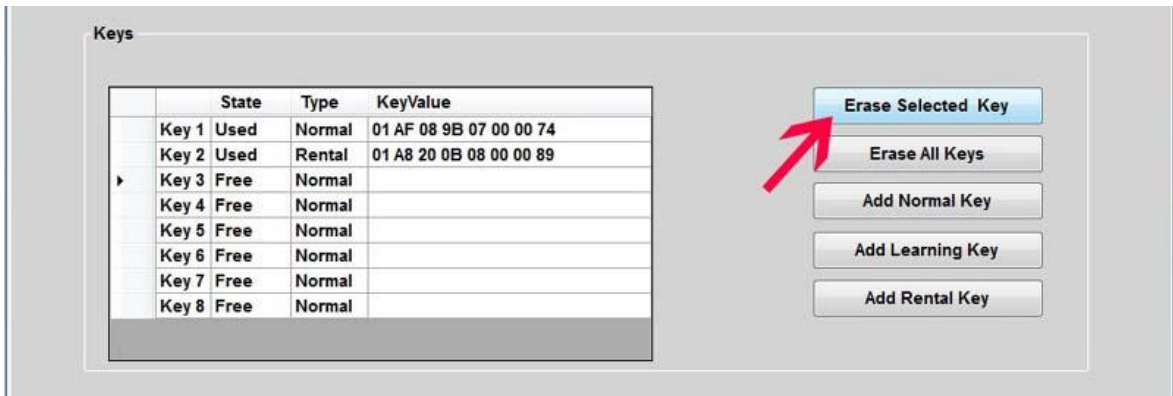 Keys
State Type KeyValue
Key 1 Used Normal 01 AF 08 9B 07 00 00 74
Key 2 Used Rental 01 A8 20 0B 08 00 00 89
Key 3 Free Normal
Key 4 Free Normal
Key 5 Free Normal
Key 6 Free Normal
Key 7 Free Normal
Key 8 Free Normal
Erase Selected Key
Erase All Keys
Add Normal Key
Add Learning Key
Add Rental Key